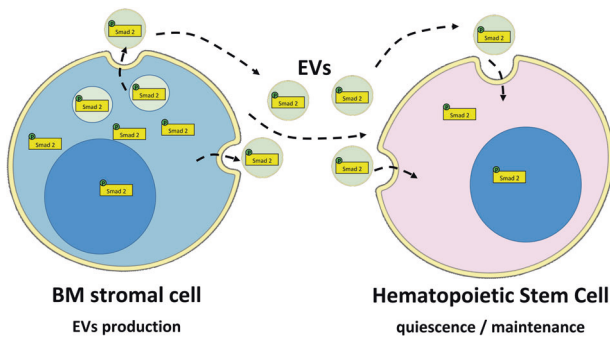 P
Smad 2
P
Smad 2
EVs
P
Smad 2
P
Smad 2
P
Smad 2
P
Smad 2
P
Smad 2
P
Smad 2
P
Smad 2
P
Smad 2
P
Smad 2
P
Smad 2
P
Smad 2
P
Smad 2
BM stromal cell
EVs production
Hematopoietic Stem Cell
quiescence / maintenance